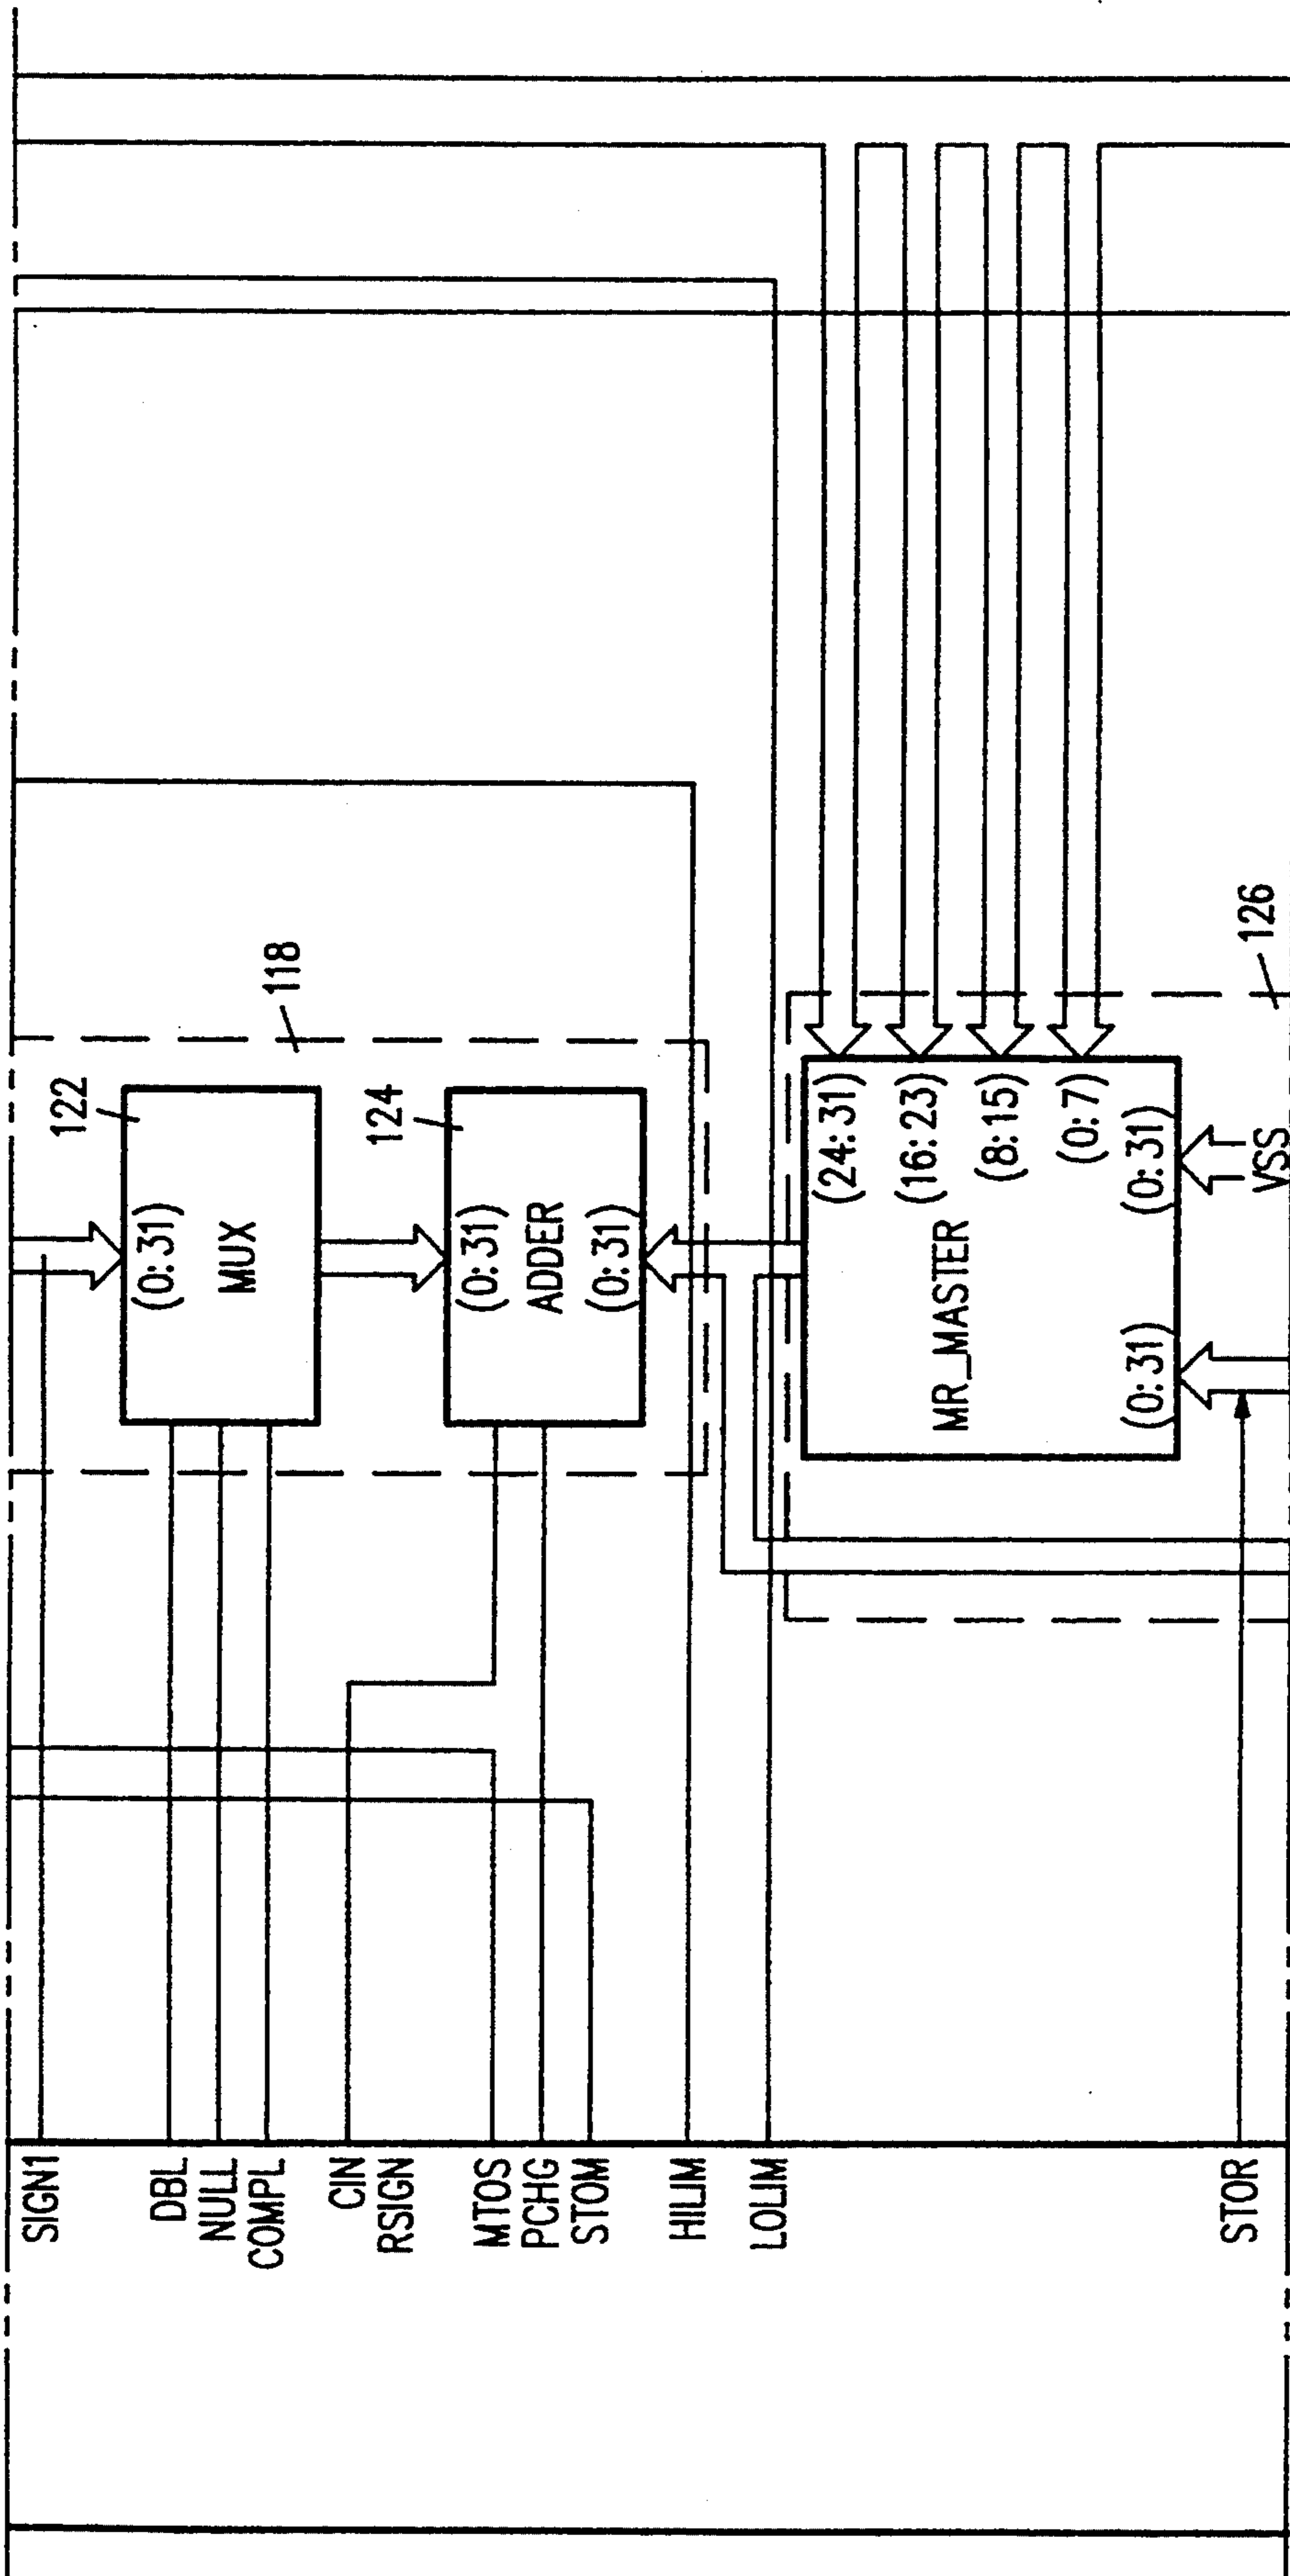 SIGN1
DBL
NULL
COMPL
CIN
RSIGN
MTOS
PCHG
STOM
HILIM
LOLIM
STOR
122
(0:31)
MUX
118
124
(0:31)
ADDER
(0:31)
(24:31)
(16:23)
(8:15)
(0:7)
MR_MASTER
(0:31)
(0:31)
VSS
126